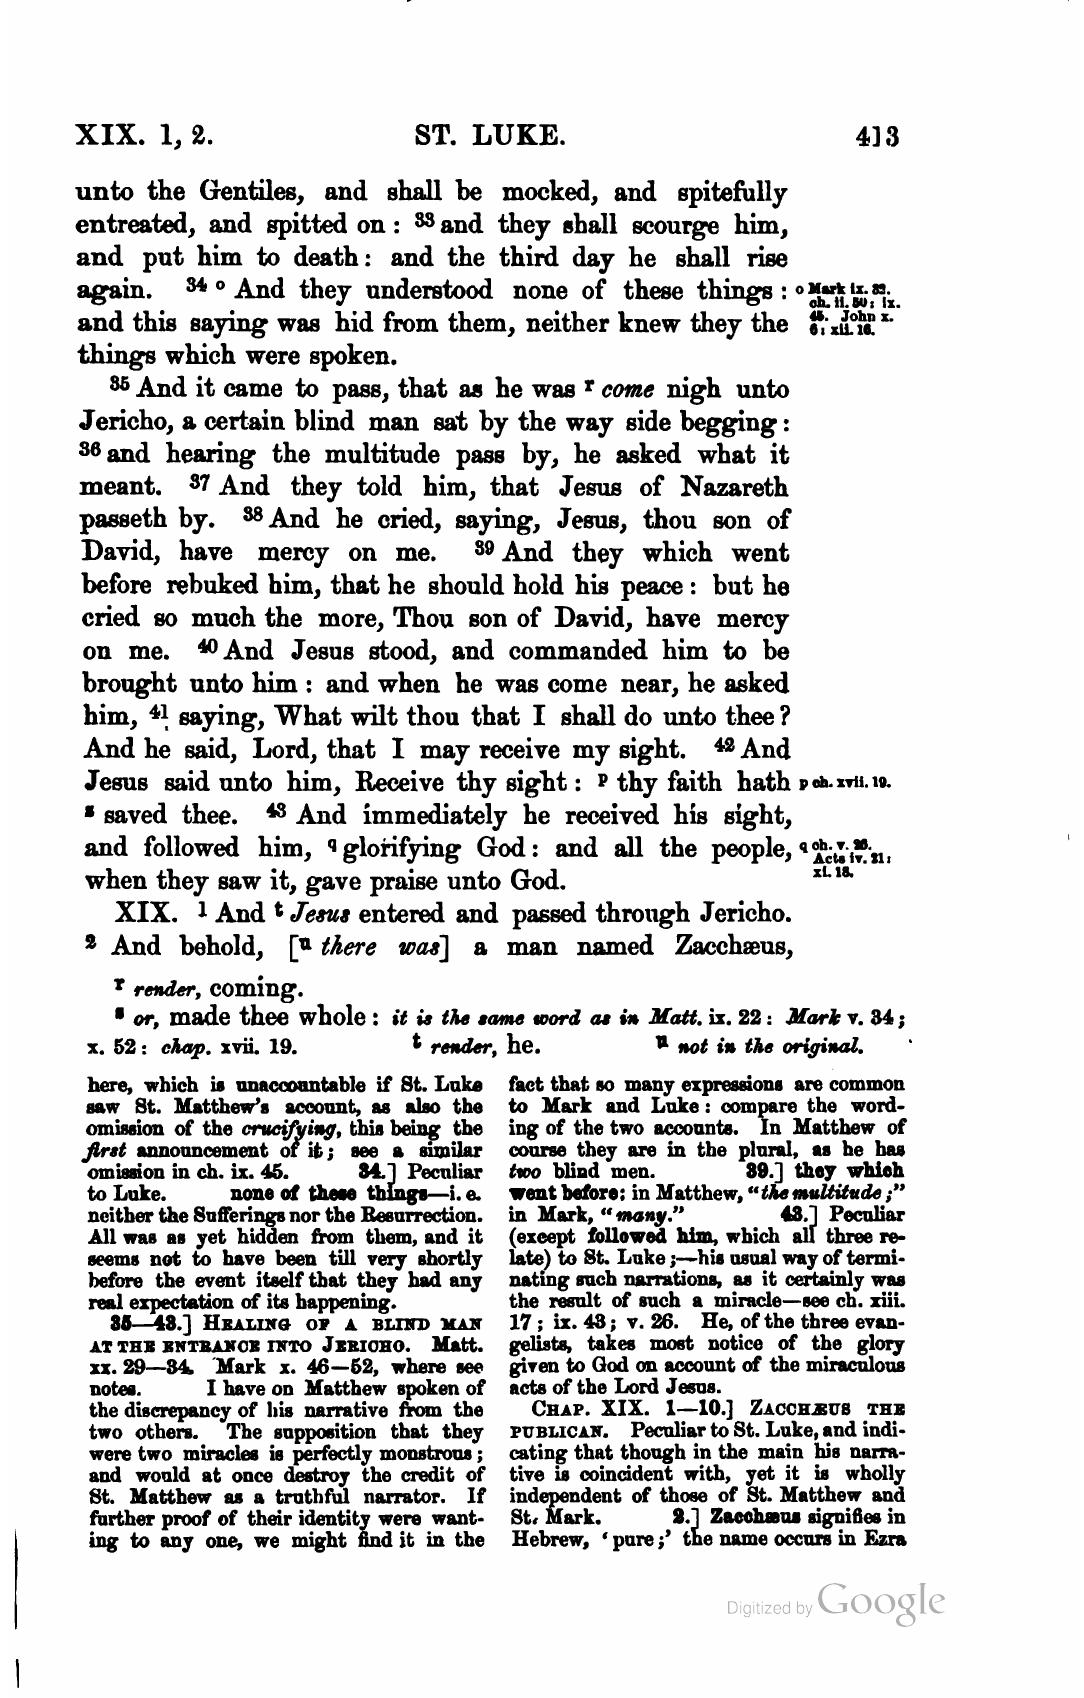 XIX. 1, 2. ST. LUKE. 413
unto the Gentiles, and shall be mocked, and spitefully
entreated, and spitted on : 33 and they shall scourge him,
and put him to death : and the third day he shall rise
again. 34 o And they understood none of these things :
and this saying was hid from them, neither knew they the
things which were spoken.
o Mark ix. 32.
ch. ii. 50; ix.
45. John x.
6; xii. 16.
35 And it came to pass, that as he was r come nigh unto
Jericho, a certain blind man sat by the way side begging :
36 and hearing the multitude pass by, he asked what it
meant. 37 And they told him, that Jesus of Nazareth
passeth by. 38 And he cried, saying, Jesus, thou son of
David, have mercy on me. 39 And they which went
before rebuked him, that he should hold his peace : but he
cried so much the more, Thou son of David, have mercy
on me. 40 And Jesus stood, and commanded him to be
brought unto him : and when he was come near, he asked
him, 41 saying, What wilt thou that I shall do unto thee ?
And he said, Lord, that I may receive my sight. 42 And
Jesus said unto him, Receive thy sight : p thy faith hath
s saved thee. 43 And immediately he received his sight,
and followed him, q glorifying God : and all the people,
when they saw it, gave praise unto God.
p ch. xvii. 19.
q ch. v. 26.
Acts iv. 21;
xi. 18.
XIX. 1 And t Jesus entered and passed through Jericho.
2 And behold, [u there was] a man named Zacchæus,
r render, coming.
s or, made thee whole : it is the same word as in Matt. ix. 22 : Mark v. 34 ;
x. 52 : chap. xvii. 19. t render, he. u not in the original.
here, which is unaccountable if St. Luke
saw St. Matthew's account, as also the
omission of the crucifying, this being the
first announcement of it; see a similar
omission in ch. ix. 45. 34.] Peculiar
to Luke. none of these things—i. e.
neither the Sufferings nor the Resurrection.
All was as yet hidden from them, and it
seems not to have been till very shortly
before the event itself that they had any
real expectation of its happening.
35—43.] HEALING OF A BLIND MAN
AT THE ENTRANCE INTO JERICHO. Matt.
xx. 29—34. Mark x. 46—52, where see
notes. I have on Matthew spoken of
the discrepancy of his narrative from the
two others. The supposition that they
were two miracles is perfectly monstrous ;
and would at once destroy the credit of
St. Matthew as a truthful narrator. If
further proof of their identity were want-
ing to any one, we might find it in the
fact that so many expressions are common
to Mark and Luke : compare the word-
ing of the two accounts. In Matthew of
course they are in the plural, as he has
two blind men. 39.] they which
went before: in Matthew, "the multitude ;"
in Mark, "many." 43.] Peculiar
(except followed him, which all three re-
late) to St. Luke ;—his usual way of termi-
nating such narrations, as it certainly was
the result of such a miracle—see ch. xiii.
17 ; ix. 43 ; v. 26. He, of the three evan-
gelists, takes most notice of the glory
given to God on account of the miraculous
acts of the Lord Jesus.
CHAP. XIX. 1—10.] ZACCHÆUS THE
PUBLICAN. Peculiar to St. Luke, and indi-
cating that though in the main his narra-
tive is coincident with, yet it is wholly
independent of those of St. Matthew and
St. Mark. 2.] Zacchæus signifies in
Hebrew, 'pure ;' the name occurs in Ezra
Digitized by Google